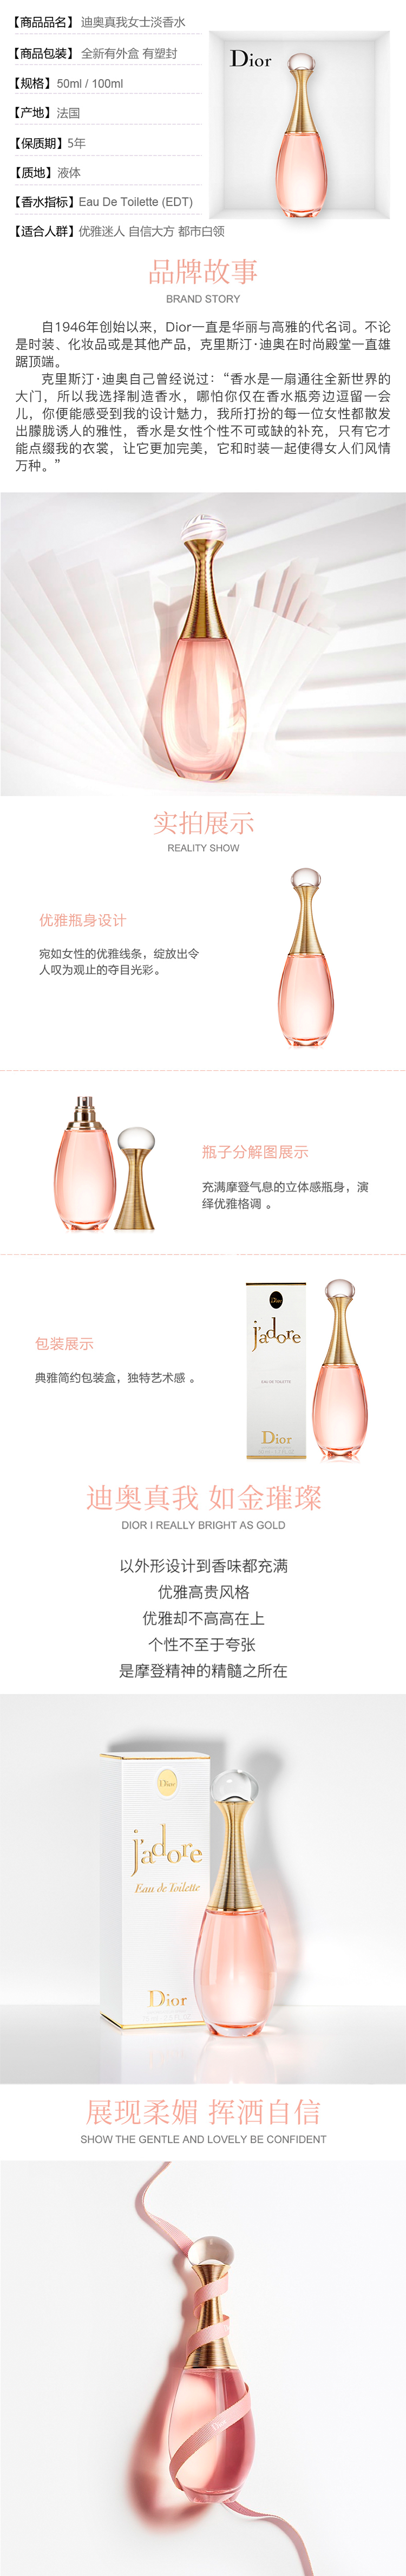 【商品品名】 迪奥真我女士淡香水
【商品包装】 全新有外盒 有塑封
【规格】 50ml / 100ml
【产地】 法国
【保质期】 5年
【质地】 液体
【香水指标】 Eau De Toilette (EDT)
【适合人群】 优雅迷人 自信大方 都市白领
Dior
品牌故事
BRAND STORY
自1946年创始以来，Dior一直是华丽与高雅的代名词。不论
是时装、化妆品或是其他产品，克里斯汀·迪奥在时尚殿堂一直雄
踞顶端。
克里斯汀·迪奥自己曾经说过：“香水是一扇通往全新世界的
大门，所以我选择制造香水，哪怕你仅在香水瓶旁边逗留一会
儿，你便能感受到我的设计魅力，我所打扮的每一位女性都散发
出朦胧诱人的雅性，香水是女性个性不可或缺的补充，只有它才
能点缀我的衣裳，让它更加完美，它和时装一起使得女人们风情
万种。”
实拍展示
REALITY SHOW
优雅瓶身设计
宛如女性的优雅线条，绽放出令
人叹为观止的夺目光彩。
瓶子分解图展示
充满摩登气息的立体感瓶身，演
绎优雅格调 。
包装展示
典雅简约包装盒，独特艺术感 。
j'adore
EAU DE TOILETTE
Dior
迪奥真我 如金璀璨
DIOR I REALLY BRIGHT AS GOLD
以外形设计到香味都充满
优雅高贵风格
优雅却不高高在上
个性不至于夸张
是摩登精神的精髓之所在
Dior
j'adore
Eau de Toilette
Dior
展现柔媚 挥洒自信
SHOW THE GENTLE AND LOVELY BE CONFIDENT
Dior